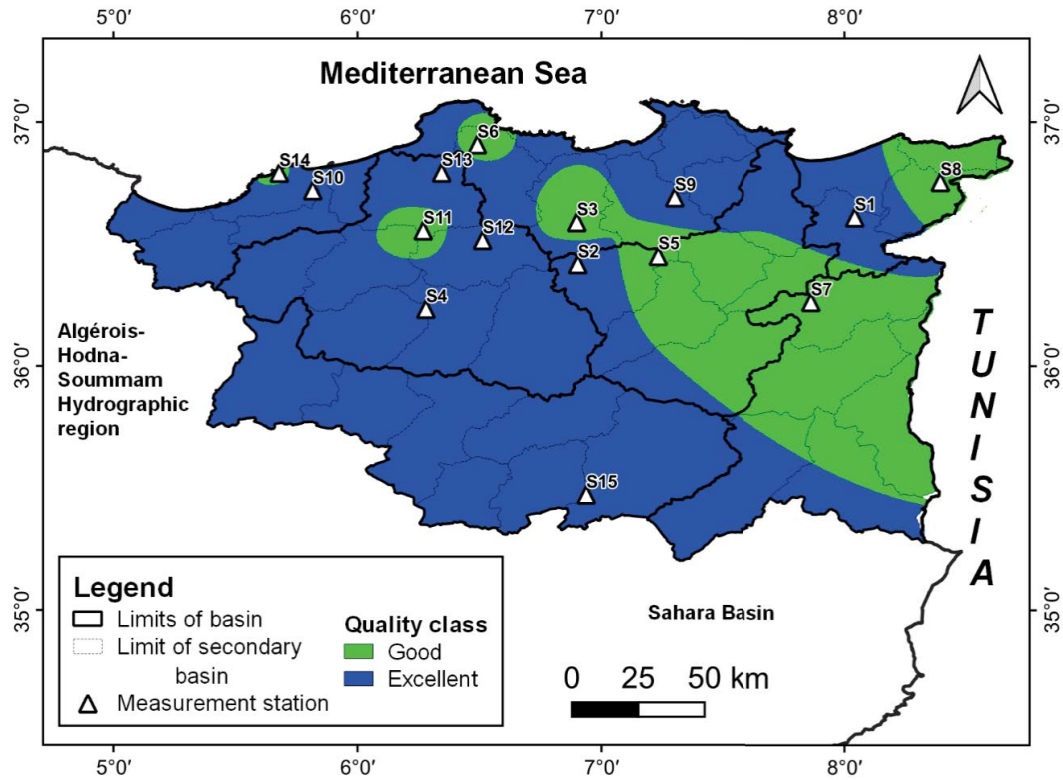 5°0′ 6°0′ 7°0′ 8°0′
Mediterranean Sea
37°0′
37°0′
S6
S14
S13
S10
S8
S9
S3
S1
S11
S12
S5
S2
S7
S4
Algérois-
Hodna-
Soummam
Hydrographic
region
36°0′
36°0′
TUNISIA
S15
Legend
Limits of basin
Limit of secondary
basin
Measurement station
Quality class
Good
Excellent
Sahara Basin
0 25 50 km
35°0′
35°0′
5°0′ 6°0′ 7°0′ 8°0′